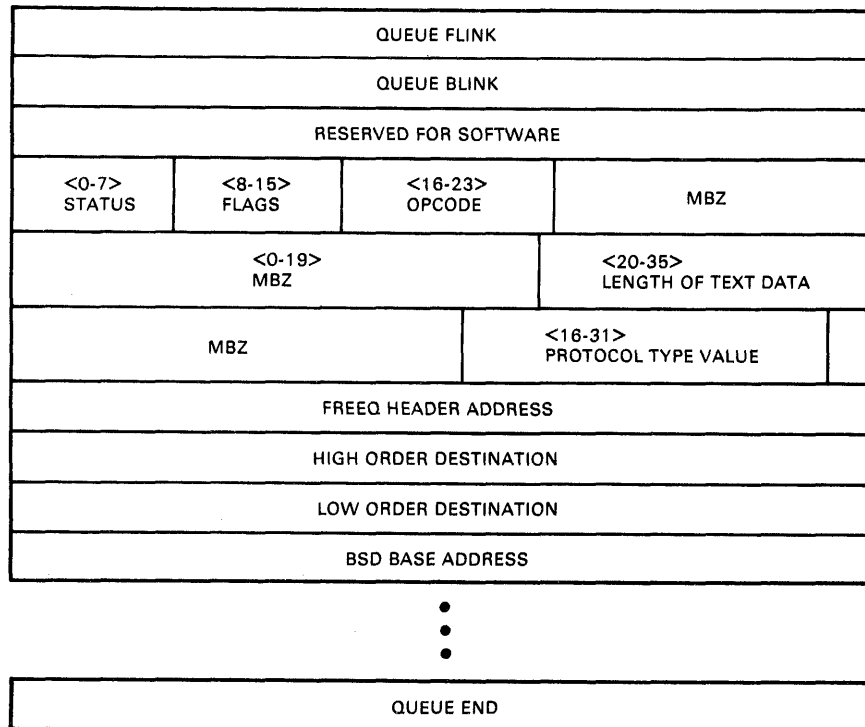 QUEUE FLINK
QUEUE BLINK
RESERVED FOR SOFTWARE
<0-7>
STATUS
<8-15>
FLAGS
<16-23>
OPCODE
MBZ
<0-19>
MBZ
<20-35>
LENGTH OF TEXT DATA
MBZ
<16-31>
PROTOCOL TYPE VALUE
FREEQ HEADER ADDRESS
HIGH ORDER DESTINATION
LOW ORDER DESTINATION
BSD BASE ADDRESS
QUEUE END